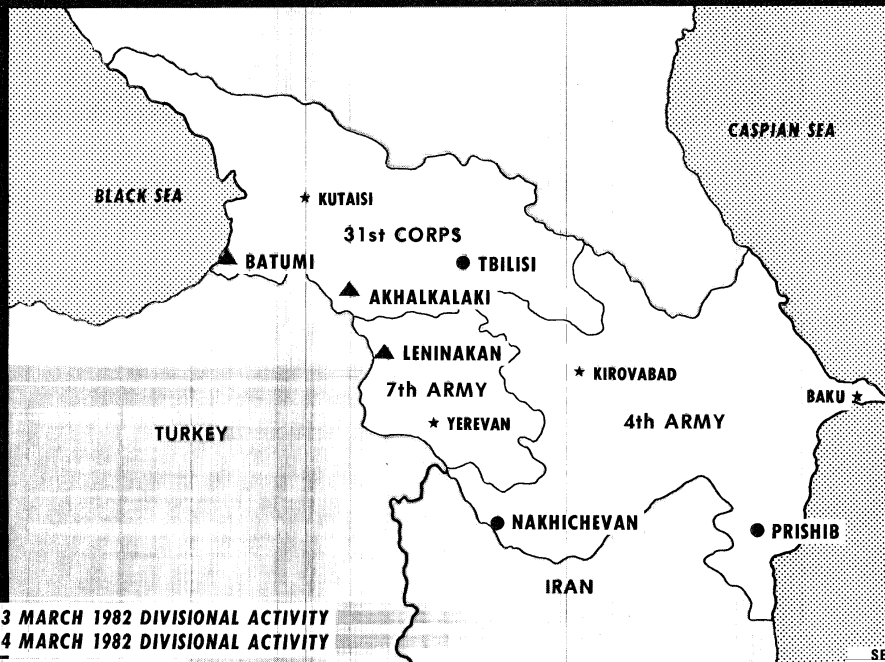 CASPIAN SEA
BLACK SEA
KUTAISI
31st CORPS
BATUMI
TBILISI
AKHALKALAKI
LENINAKAN
KIROVABAD
7th ARMY
BAKU
YEREVAN
4th ARMY
TURKEY
NAKHICHEVAN
PRISHIB
IRAN
3 MARCH 1982 DIVISIONAL ACTIVITY
4 MARCH 1982 DIVISIONAL ACTIVITY